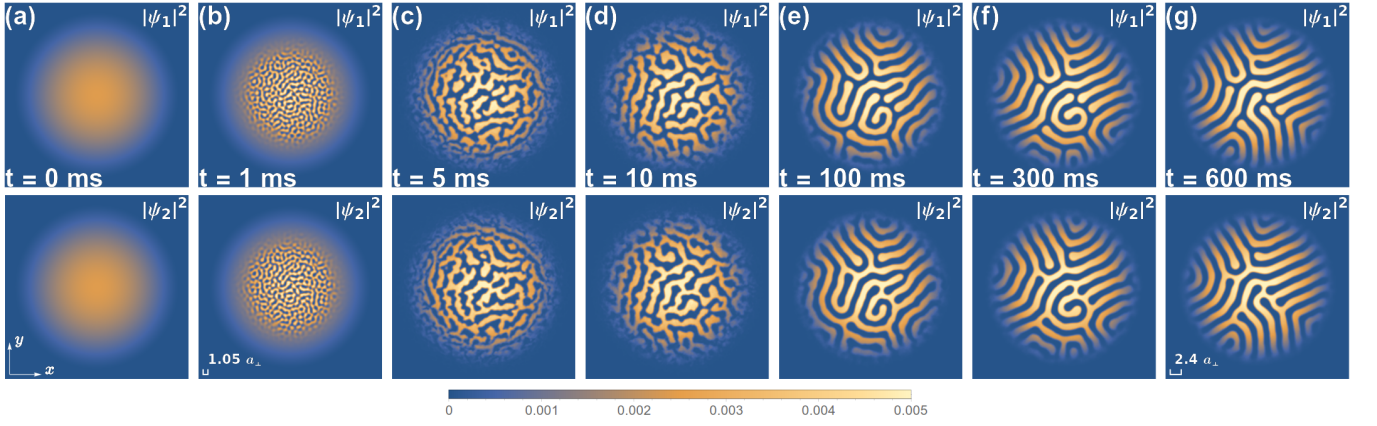 (a) |ψ₁|²
(b) |ψ₁|²
(c) |ψ₁|²
(d) |ψ₁|²
(e) |ψ₁|²
(f) |ψ₁|²
(g) |ψ₁|²
t = 0 ms
t = 1 ms
t = 5 ms
t = 10 ms
t = 100 ms
t = 300 ms
t = 600 ms
|ψ₂|²
|ψ₂|²
|ψ₂|²
|ψ₂|²
|ψ₂|²
|ψ₂|²
|ψ₂|²
y
x
1.05 a⊥
2.4 a⊥
0 0.001 0.002 0.003 0.004 0.005